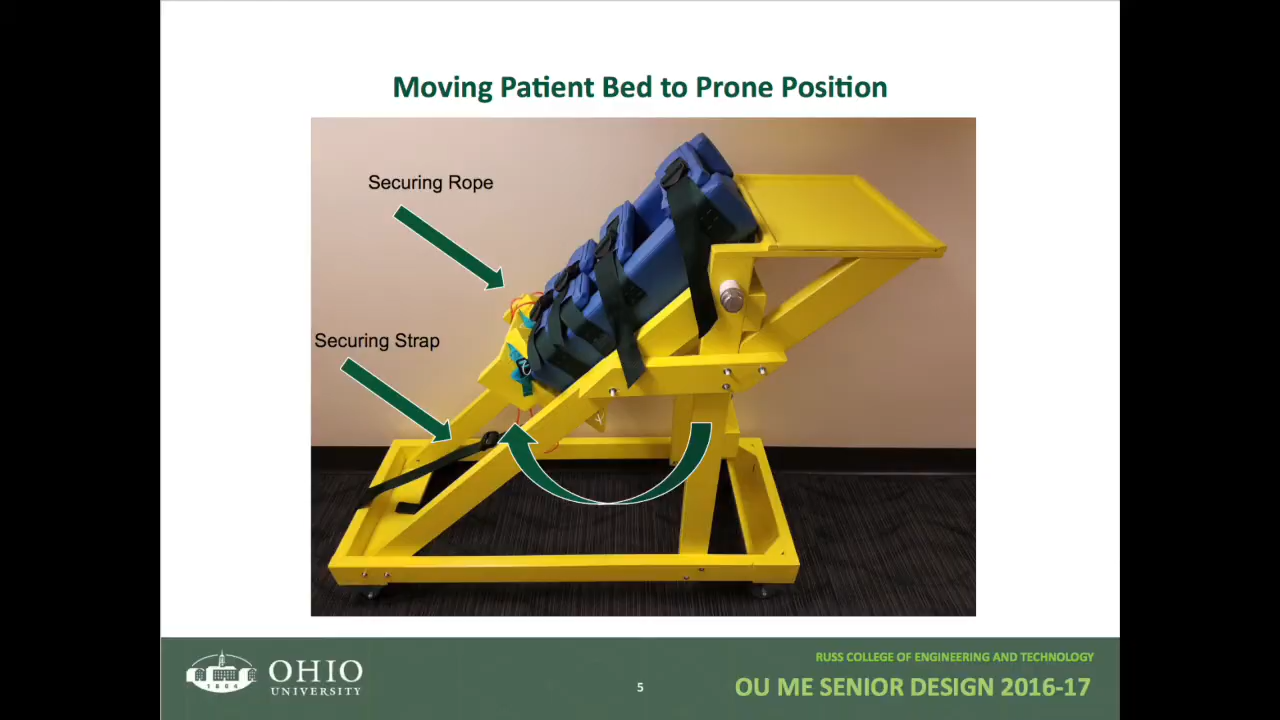 Moving Patient Bed to Prone Position
Securing Rope
Securing Strap
1804
OHIO
UNIVERSITY
5
RUSS COLLEGE OF ENGINEERING AND TECHNOLOGY
OU ME SENIOR DESIGN 2016-17